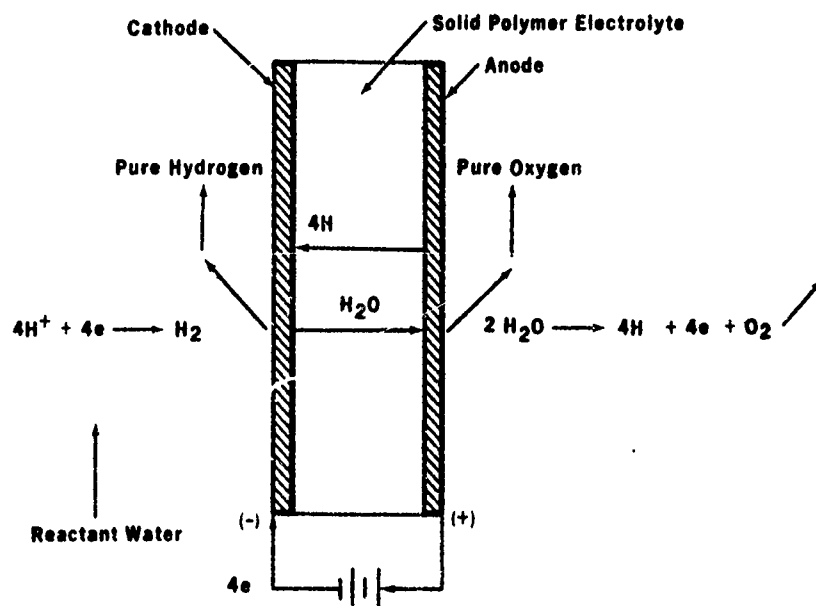 Cathode
Solid Polymer Electrolyte
Anode
Pure Hydrogen
Pure Oxygen
4H
H₂O
4H⁺ + 4e → H₂
2 H₂O → 4H + 4e + O₂
Reactant Water
(-)
(+)
4e